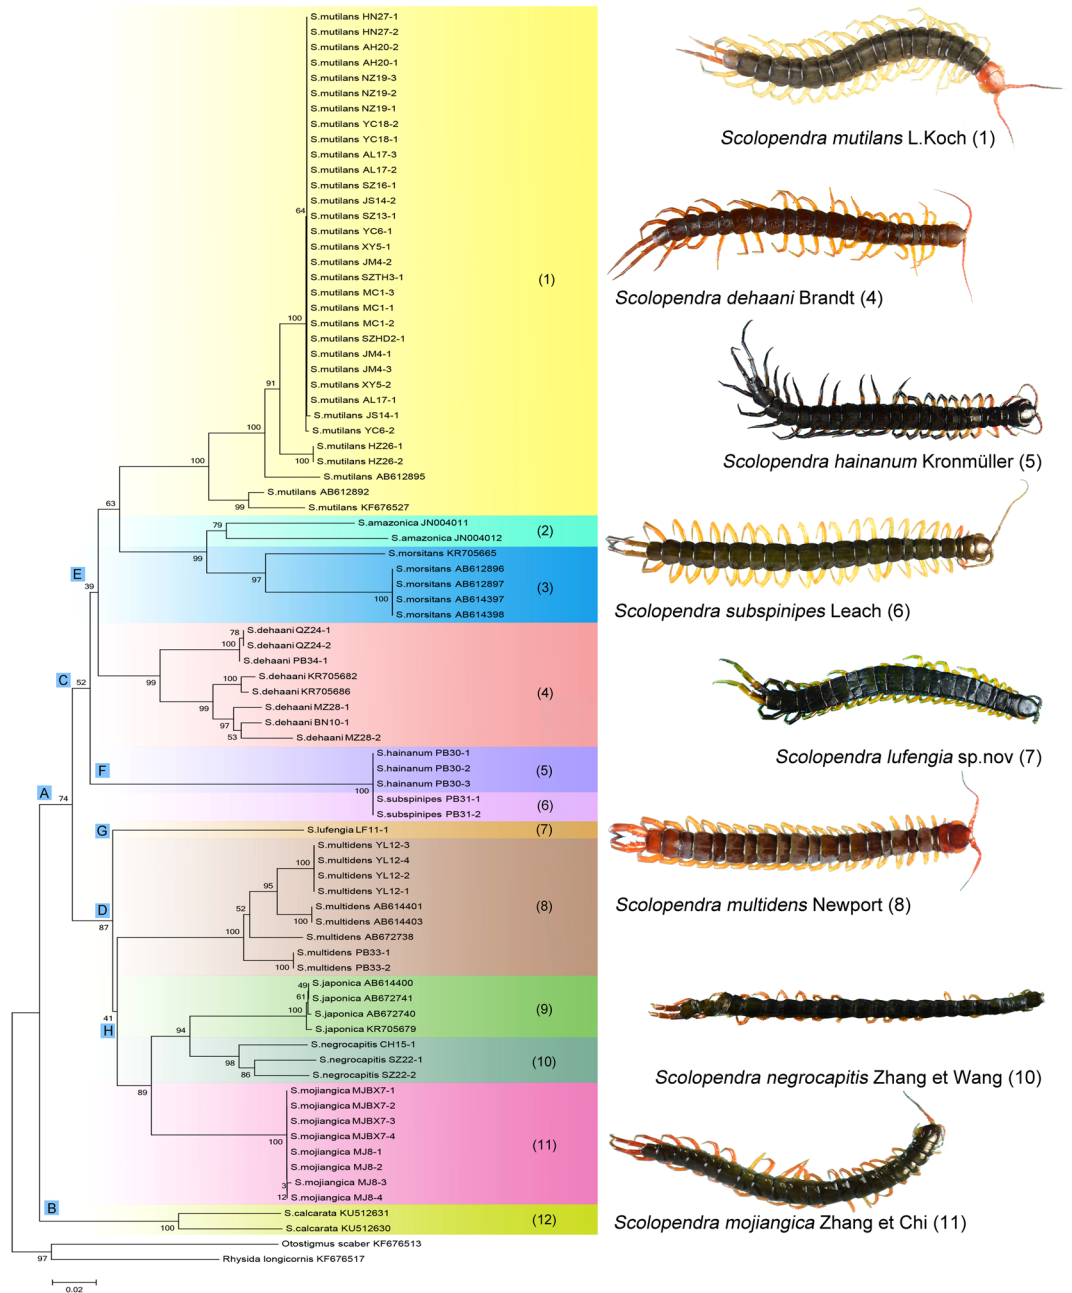 S.mutilans HN27-1
S.mutilans HN27-2
S.mutilans AH20-2
S.mutilans AH20-1
S.mutilans NZ19-3
S.mutilans NZ19-2
S.mutilans NZ19-1
S.mutilans YC18-2
S.mutilans YC18-1
S.mutilans AL17-3
S.mutilans AL17-2
S.mutilans SZ16-1
S.mutilans JS14-2
64
S.mutilans SZ13-1
S.mutilans YC6-1
S.mutilans XY5-1
S.mutilans JM4-2
S.mutilans SZTH3-1
(1)
S.mutilans MC1-3
S.mutilans MC1-1
100
S.mutilans MC1-2
S.mutilans SZHD2-1
S.mutilans JM4-1
S.mutilans JM4-3
91
S.mutilans XY5-2
S.mutilans AL17-1
S.mutilans JS14-1
100
S.mutilans YC6-2
S.mutilans HZ26-1
100
S.mutilans HZ26-2
100
S.mutilans AB612895
S.mutilans AB612892
99
S.mutilans KF676527
63
79
S.amazonica JN004011
S.amazonica JN004012
(2)
99
S.morsitans KR705665
97
S.morsitans AB612896
E
39
S.morsitans AB612897
(3)
100
S.morsitans AB614397
S.morsitans AB614398
78
S.dehaani QZ24-1
100
S.dehaani QZ24-2
S.dehaani PB34-1
C
52
99
100
S.dehaani KR705682
S.dehaani KR705686
(4)
99
S.dehaani MZ28-1
97
S.dehaani BN10-1
53
S.dehaani MZ28-2
S.hainanum PB30-1
F
S.hainanum PB30-2
(5)
S.hainanum PB30-3
100
A
74
S.subspinipes PB31-1
(6)
S.subspinipes PB31-2
G
S.lufengia LF11-1
(7)
S.multidens YL12-3
100
S.multidens YL12-4
S.multidens YL12-2
95
S.multidens YL12-1
D
87
52
S.multidens AB614401
(8)
100
S.multidens AB614403
100
S.multidens AB672738
S.multidens PB33-1
100
S.multidens PB33-2
49
S.japonica AB614400
61
S.japonica AB672741
100
S.japonica AB672740
(9)
41
H
94
S.japonica KR705679
S.negrocapitis CH15-1
98
S.negrocapitis SZ22-1
(10)
86
S.negrocapitis SZ22-2
89
S.mojiangica MJBX7-1
S.mojiangica MJBX7-2
S.mojiangica MJBX7-3
100
S.mojiangica MJBX7-4
(11)
S.mojiangica MJ8-1
S.mojiangica MJ8-2
3
S.mojiangica MJ8-3
12
S.mojiangica MJ8-4
B
S.calcarata KU512631
(12)
100
S.calcarata KU512630
Otostigmus scaber KF676513
97
Rhysida longicornis KF676517
0.02
Scolopendra mutilans L.Koch (1)
Scolopendra dehaani Brandt (4)
Scolopendra hainanum Kronmüller (5)
Scolopendra subspinipes Leach (6)
Scolopendra lufengia sp.nov (7)
Scolopendra multidens Newport (8)
Scolopendra negrocapitis Zhang et Wang (10)
Scolopendra mojiangica Zhang et Chi (11)